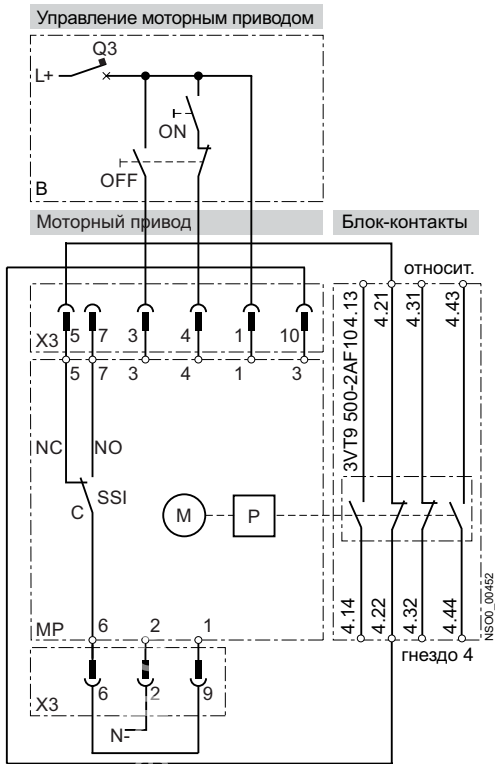 Управление моторным приводом
Q3
L+
ON
OFF
B
Моторный привод
Блок-контакты
относит.
X3 5 7 3 4 1 10
5 7 3 4 1 3
3VT9 500-2AF10
4.13 4.21 4.31 4.43
NC NO
C SSI
M P
4.14 4.22 4.32 4.44
NSO0_00452
MP 6 2 1
гнездо 4
X3 6 2 9
N-